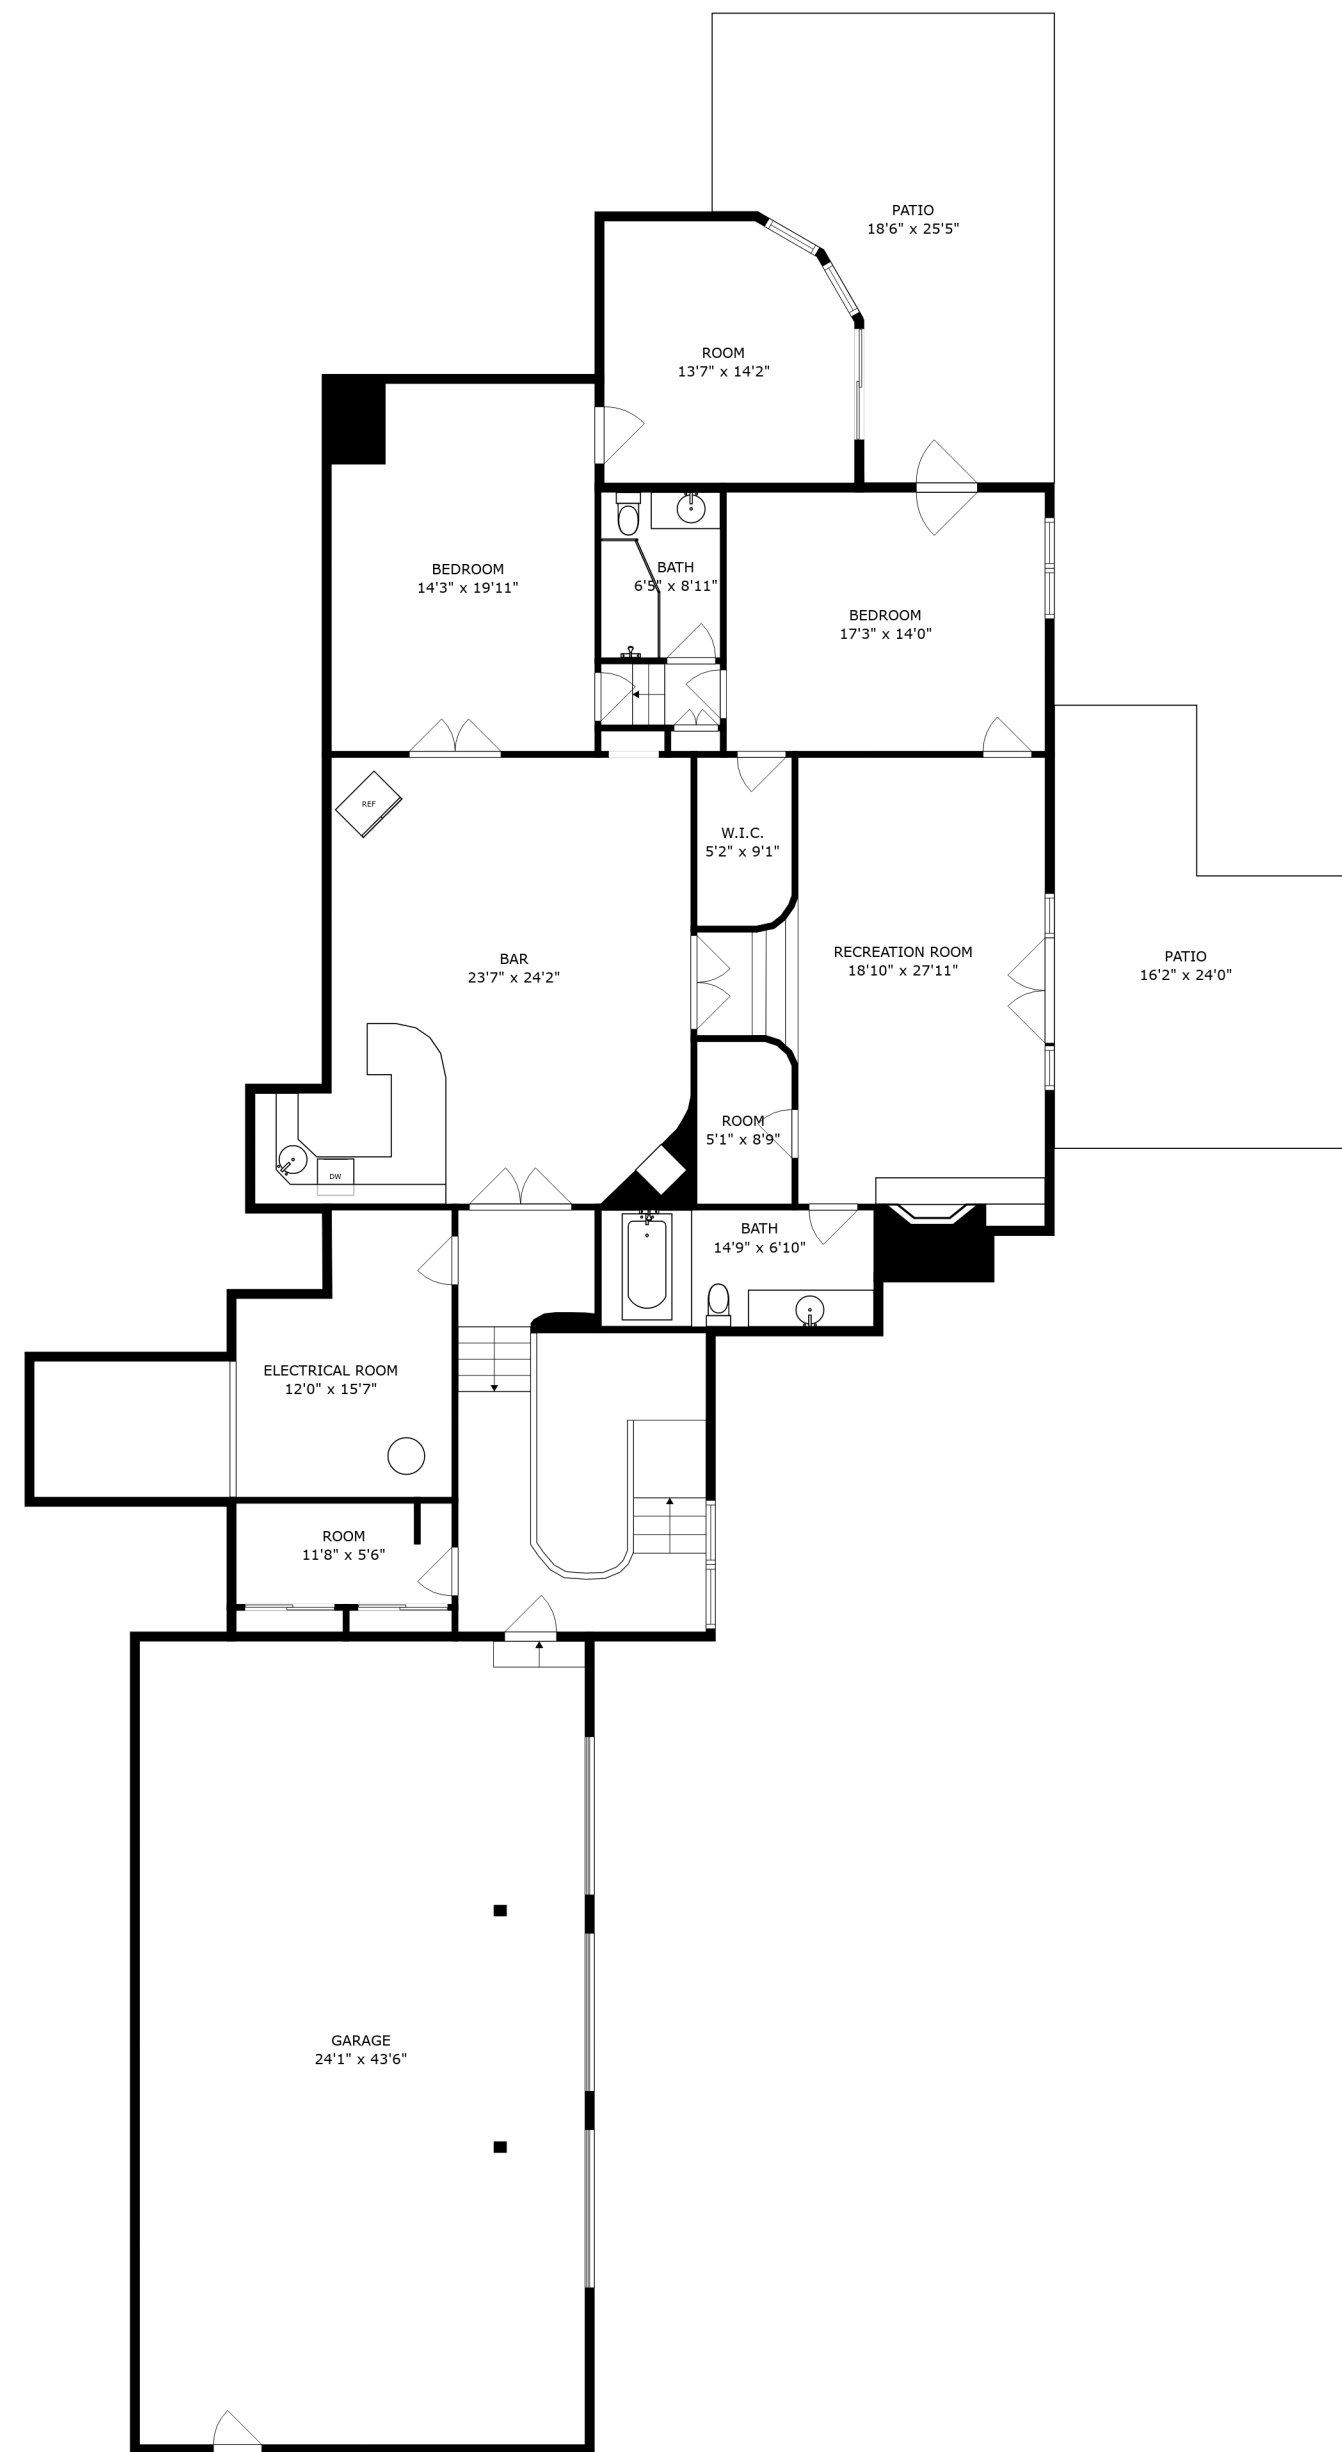 PATIO
18'6" x 25'5"
ROOM
13'7" x 14'2"
BEDROOM
14'3" x 19'11"
BATH
6'5" x 8'11"
BEDROOM
17'3" x 14'0"
REF
W.I.C.
5'2" x 9'1"
BAR
23'7" x 24'2"
RECREATION ROOM
18'10" x 27'11"
PATIO
16'2" x 24'0"
ROOM
5'1" x 8'9"
DW
BATH
14'9" x 6'10"
ELECTRICAL ROOM
12'0" x 15'7"
ROOM
11'8" x 5'6"
GARAGE
24'1" x 43'6"